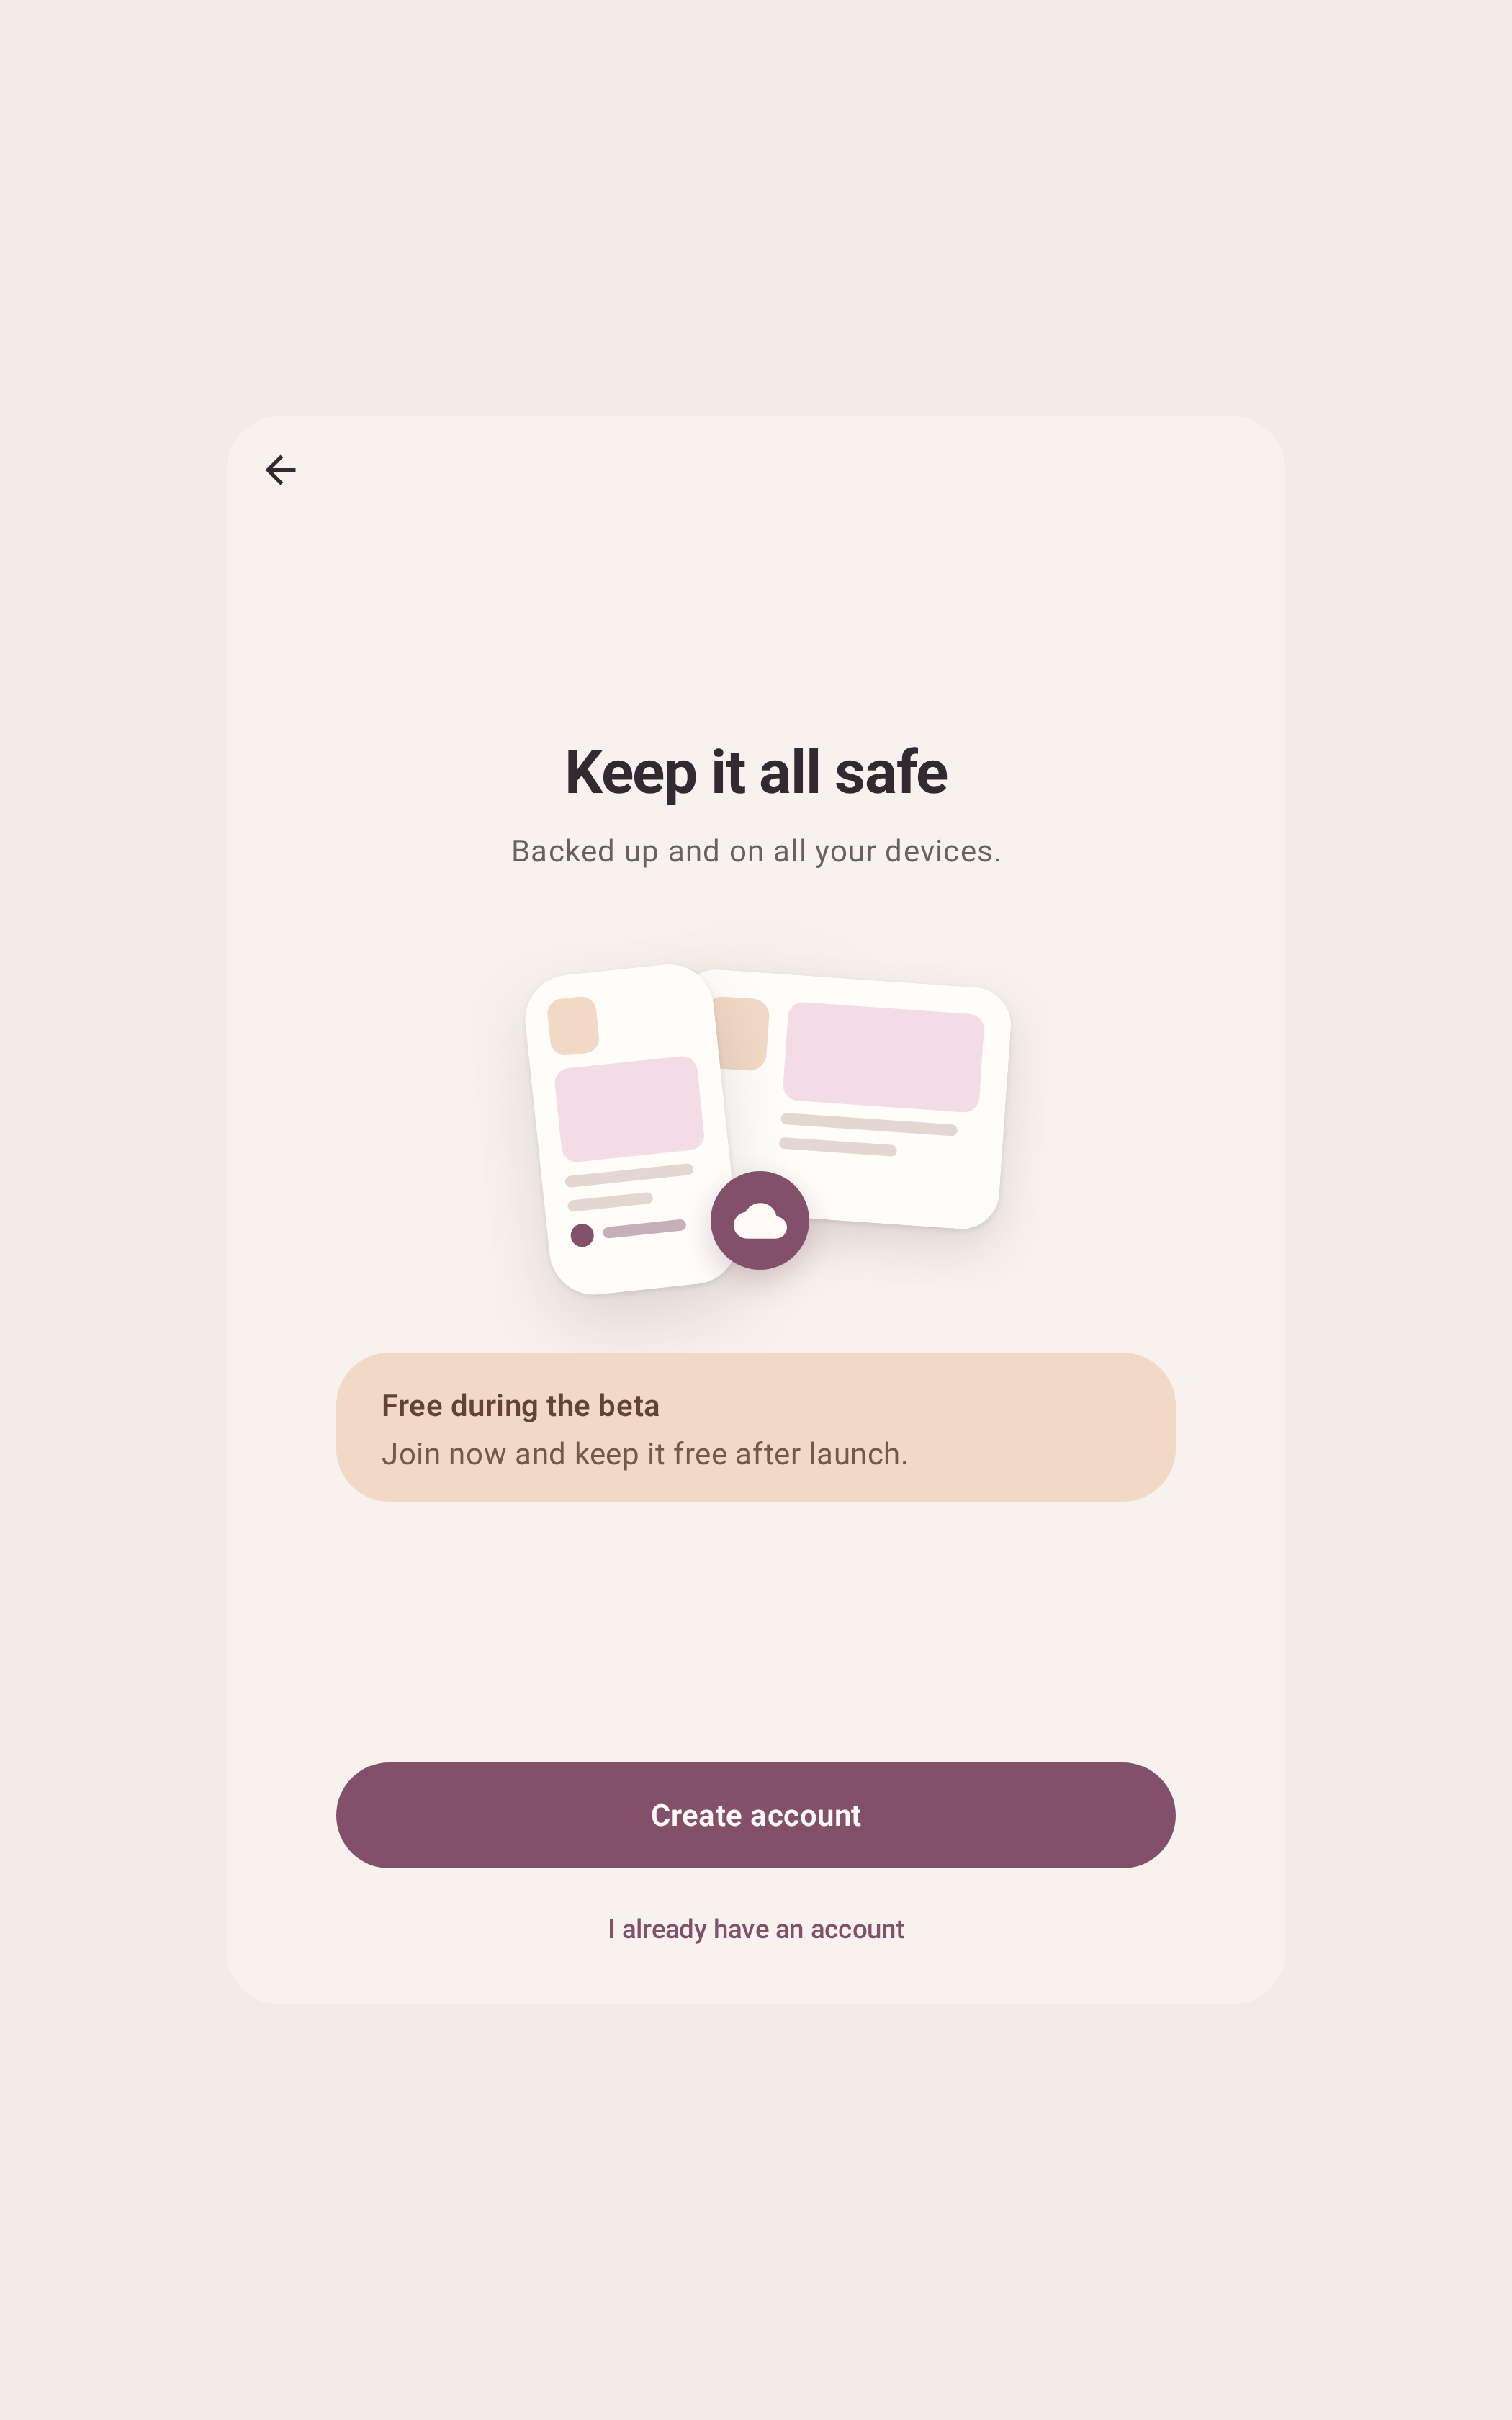 Keep it all safe
Backed up and on all your devices.
Free during the beta
Join now and keep it free after launch.
Create account
I already have an account